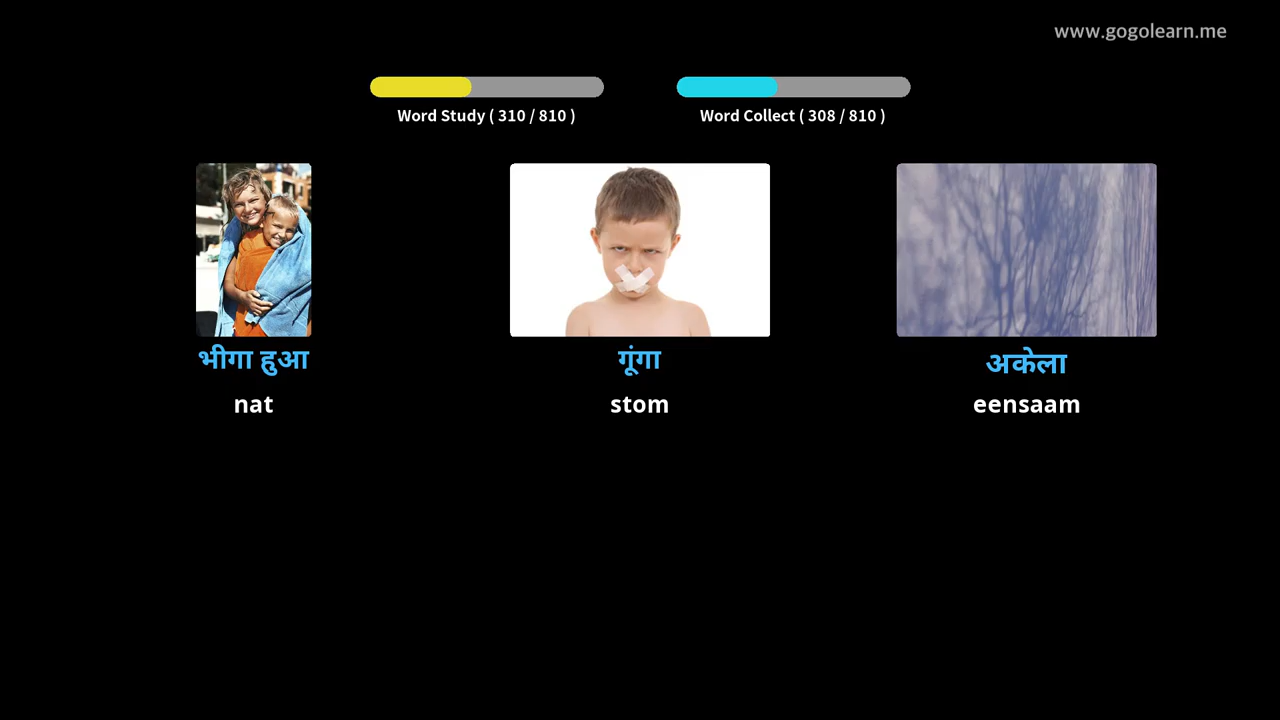 www.gogolearn.me
Word Study ( 310 / 810 )
Word Collect ( 308 / 810 )
भीगा हुआ
गूंगा
अकेला
nat
stom
eensaam